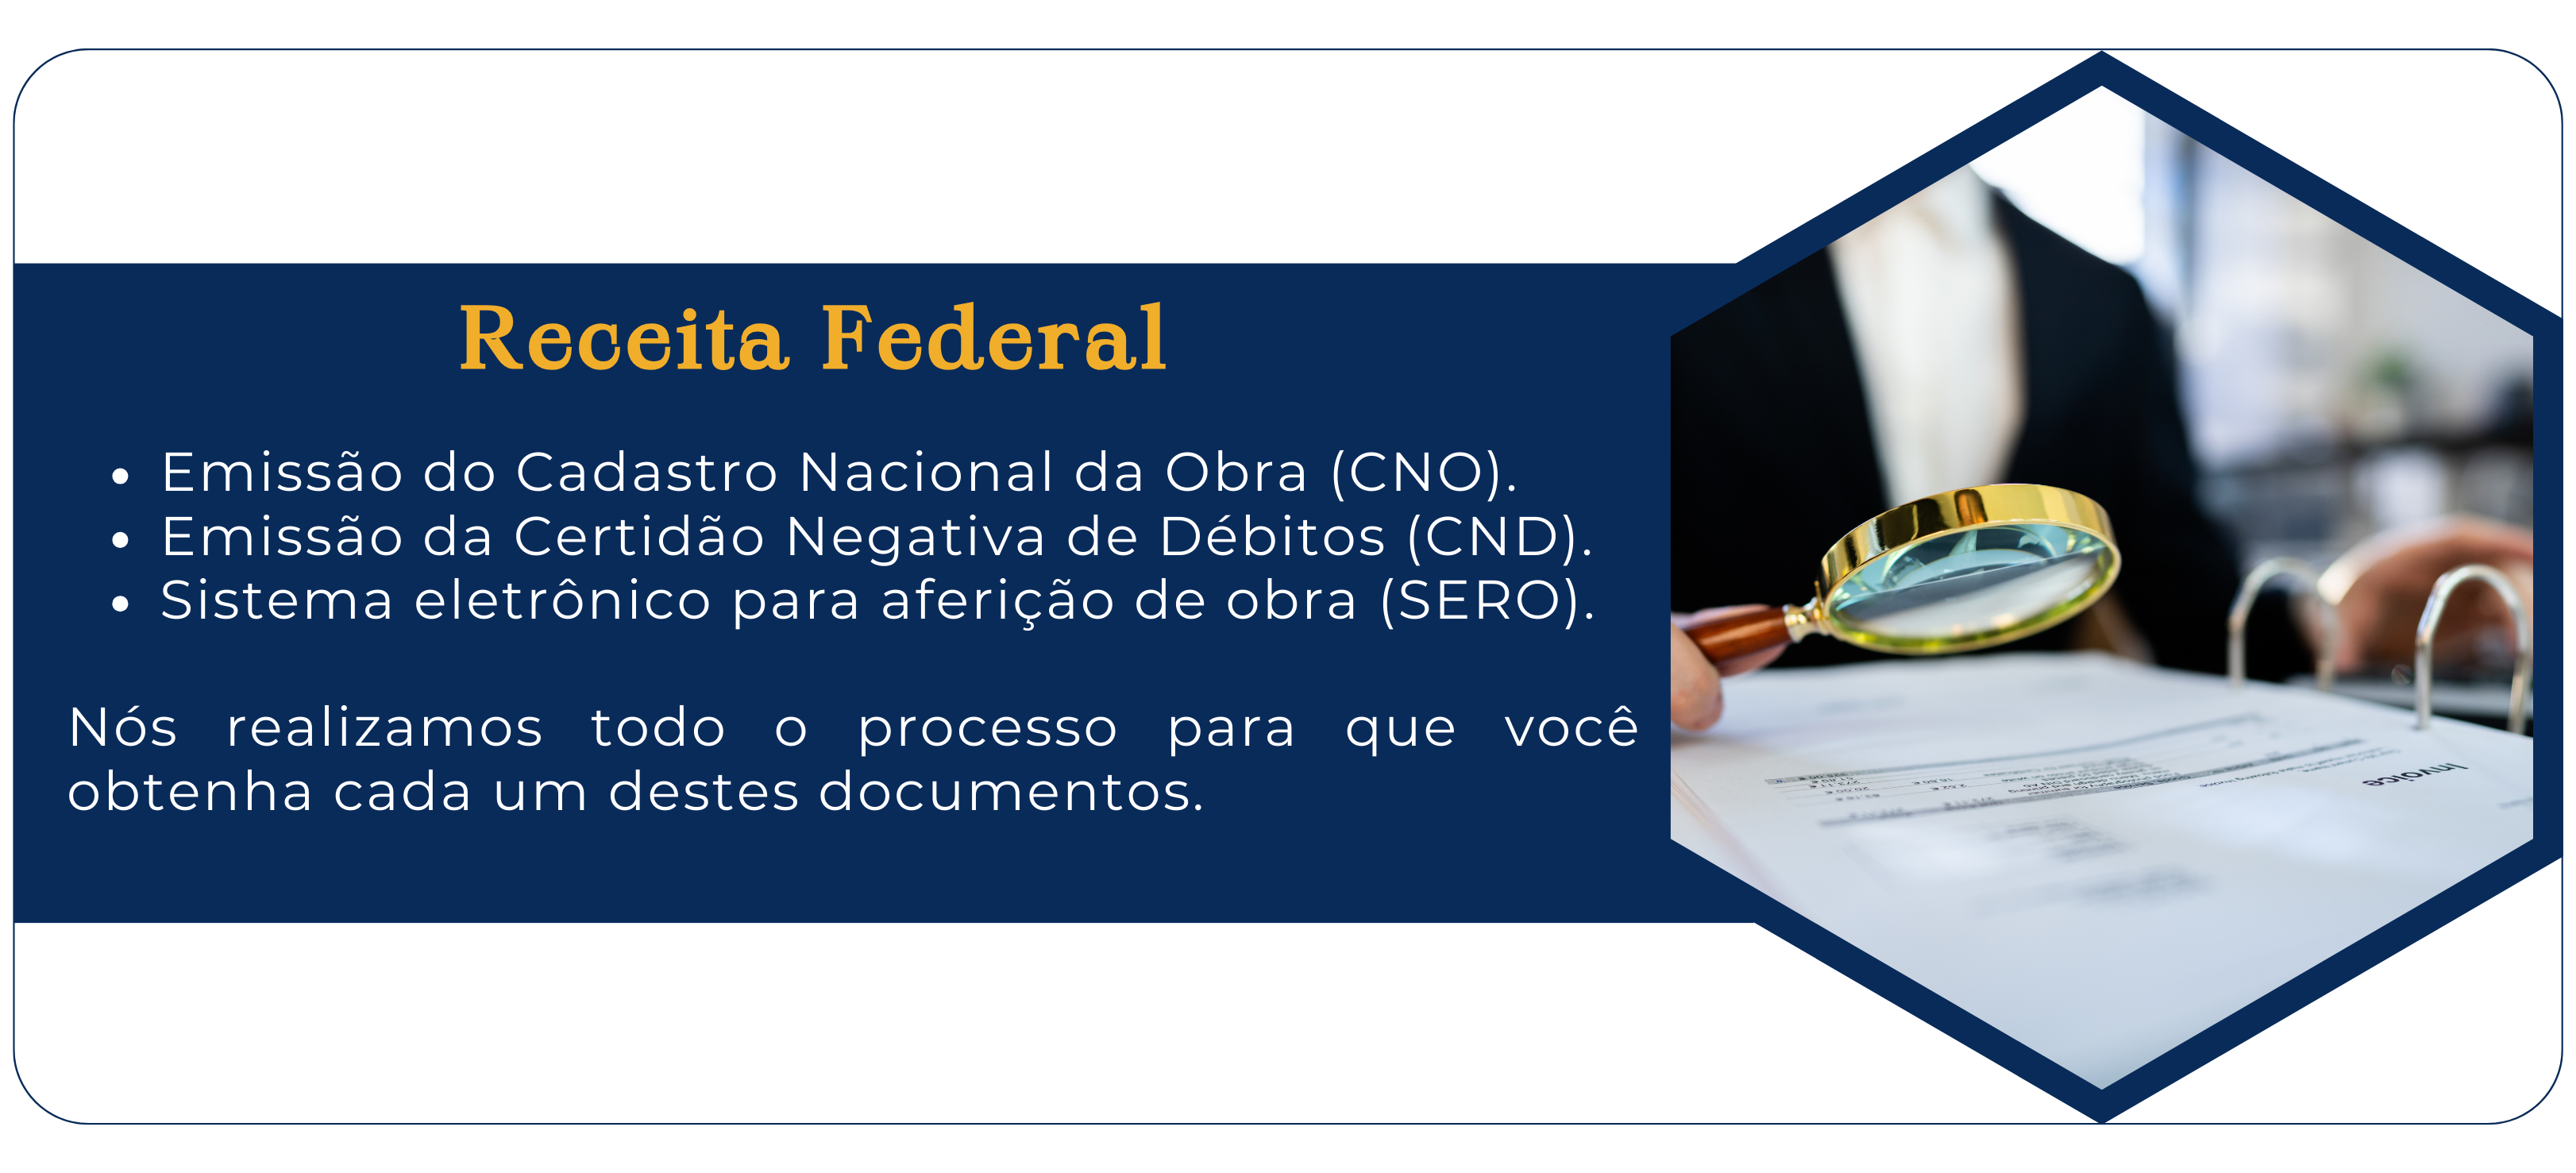 Receita Federal
• Emissão do Cadastro Nacional da Obra (CNO).
• Emissão da Certidão Negativa de Débitos (CND).
• Sistema eletrônico para aferição de obra (SERO).
Nós realizamos todo o processo para que você
obtenha cada um destes documentos.
Invoice